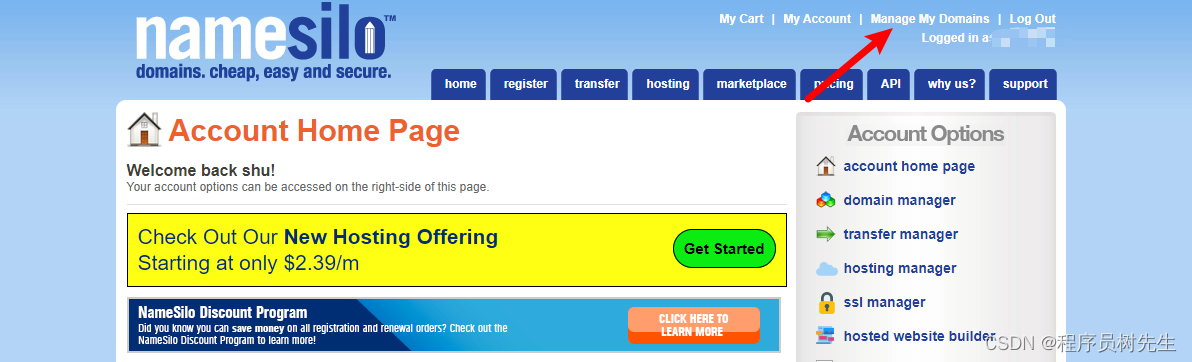 namesilo™
domains. cheap, easy and secure.
My Cart | My Account | Manage My Domains | Log Out
Logged in as
home register transfer hosting marketplace pricing API why us? support
Account Home Page
Welcome back shu!
Your account options can be accessed on the right-side of this page.
Check Out Our New Hosting Offering
Starting at only $2.39/m
Get Started
NameSilo Discount Program
Did you know you can save money on all registration and renewal orders? Check out the
NameSilo Discount Program to learn more!
CLICK HERE TO
LEARN MORE
Account Options
account home page
domain manager
transfer manager
hosting manager
ssl manager
hosted website builder
CSDN @程序员树先生